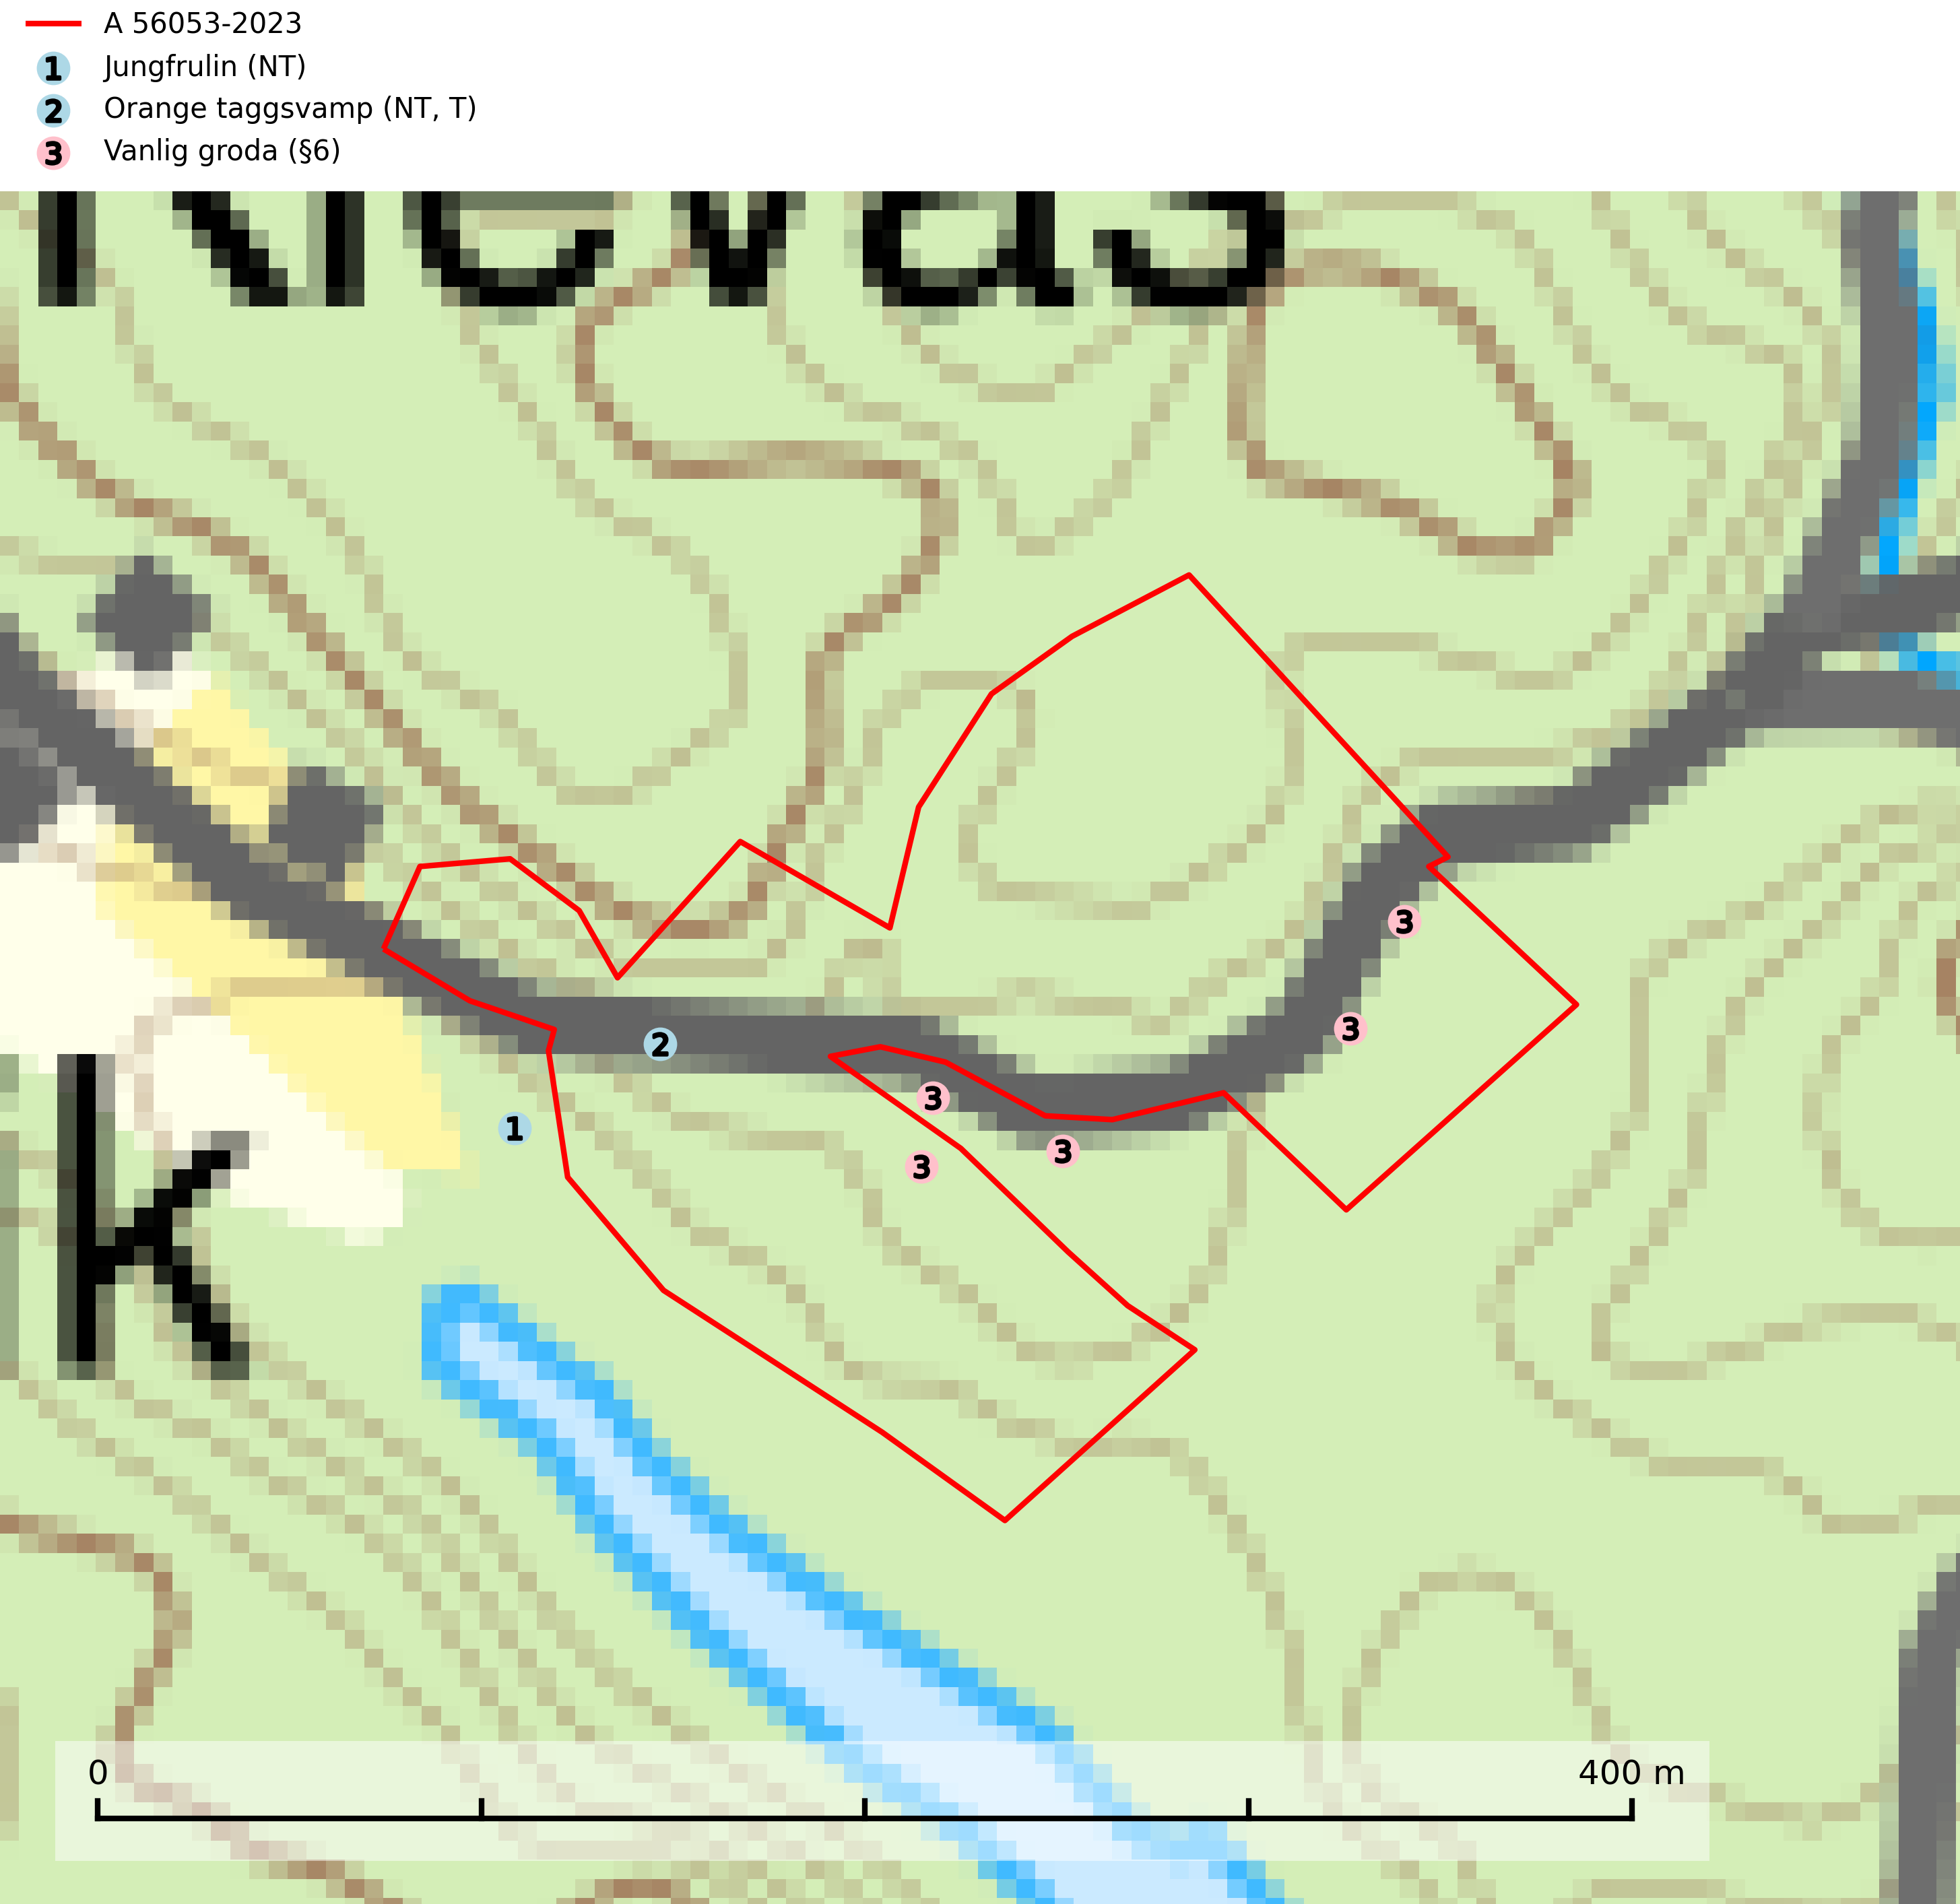 A 56053-2023
1 Jungfrulin (NT)
2 Orange taggsvamp (NT, T)
3 Vanlig groda (§6)
3
3
2
3
1
3
3
K
0 400 m